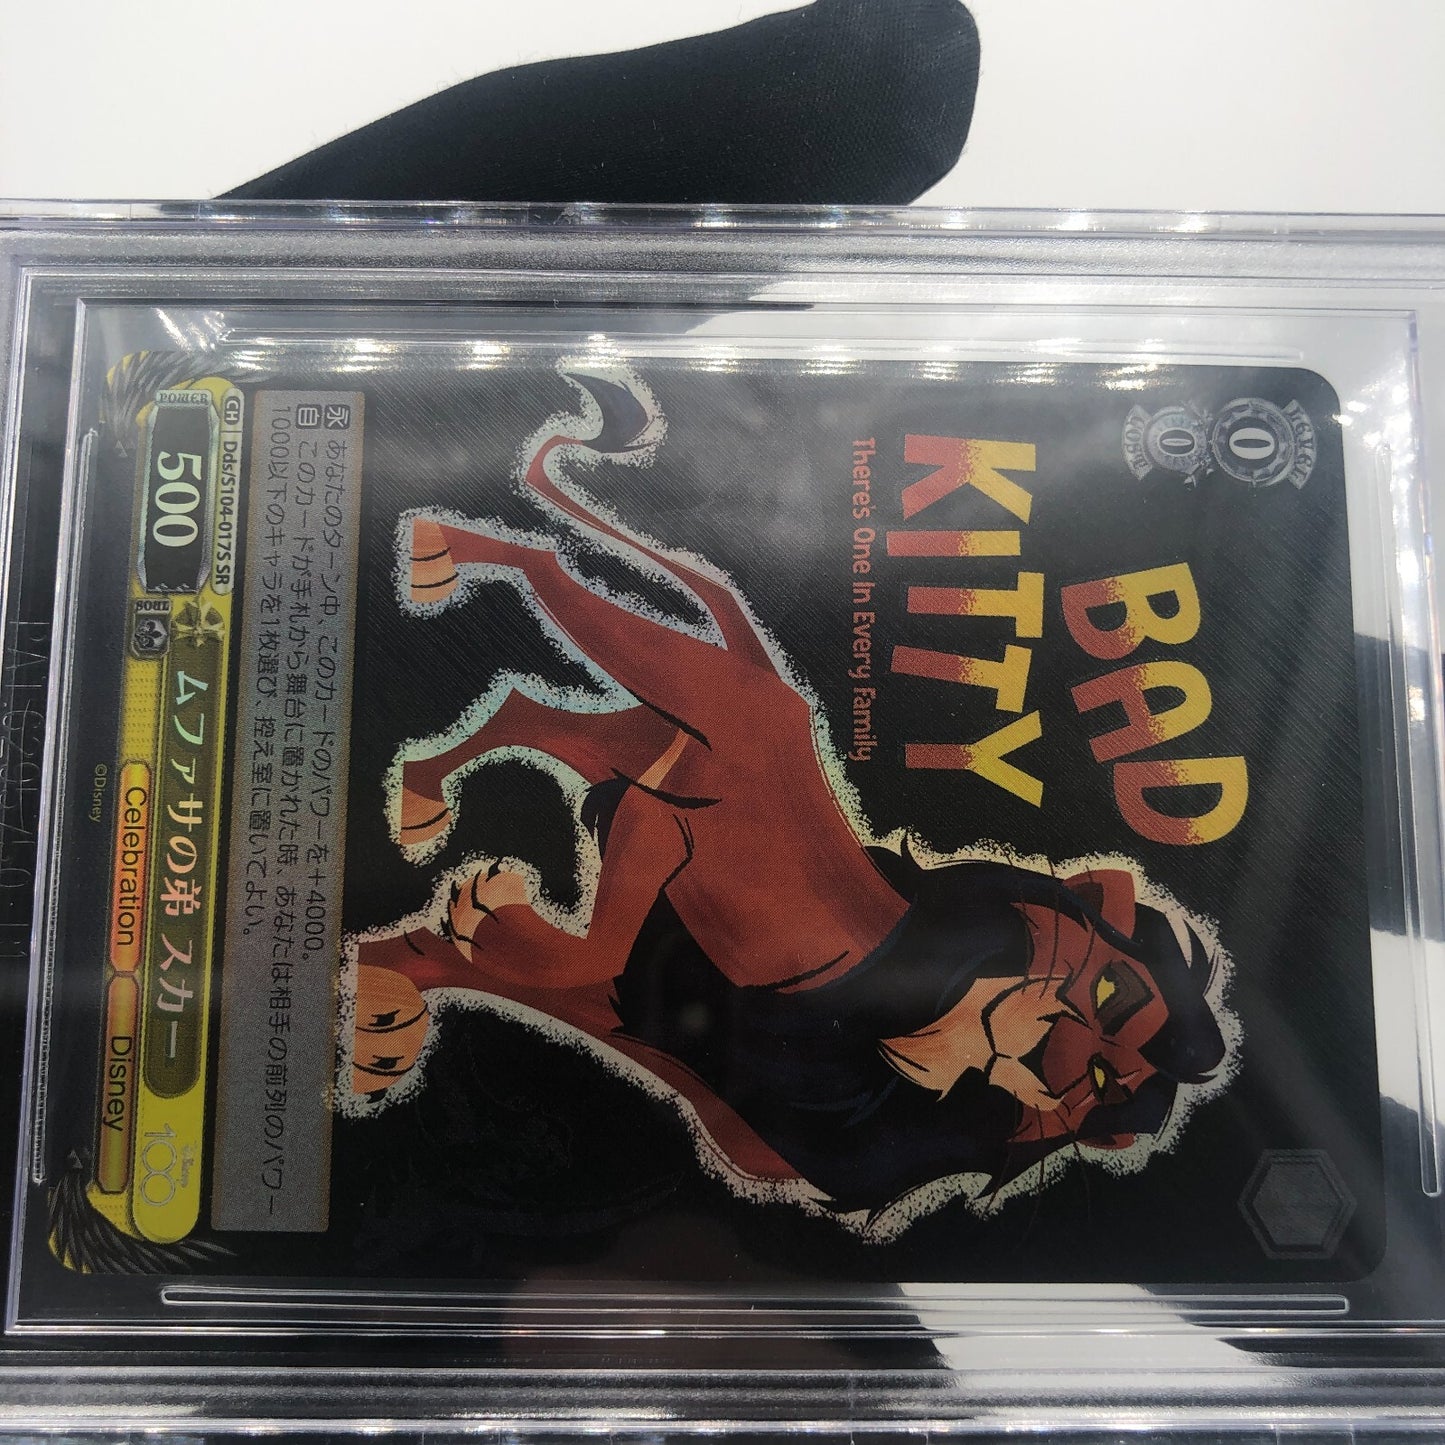 LEVEL
0
COST
0
BAD
KITTY
There's One In Every Family
永 あなたのターン中、このカードのパワーを＋4000。
自 このカードが手札から舞台に置かれた時、あなたは相手の前列のパワー
1000以下のキャラを1枚選び、控え室に置いてよい。
CH Dds/S104-017S SR
POWER
500
SOUL
ムファサの弟 スカー
Disney
100
Celebration
Disney
©Disney